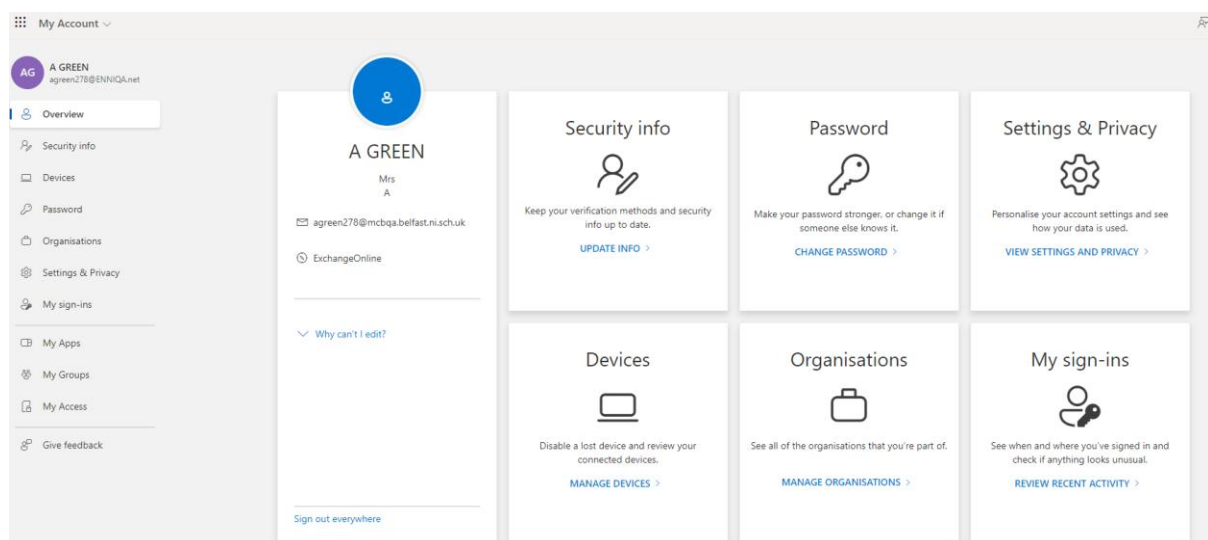 My Account
AG
A GREEN
agreen278@ENNIQA.net
Overview
Security info
Devices
Password
Organisations
Settings & Privacy
My sign-ins
My Apps
My Groups
My Access
Give feedback
A GREEN
Mrs
A
agreen278@mcbqa.belfast.ni.sch.uk
ExchangeOnline
Why can't I edit?
Sign out everywhere
Security info
Keep your verification methods and security
info up to date.
UPDATE INFO >
Password
Make your password stronger, or change it if
someone else knows it.
CHANGE PASSWORD >
Settings & Privacy
Personalise your account settings and see
how your data is used.
VIEW SETTINGS AND PRIVACY >
Devices
Disable a lost device and review your
connected devices.
MANAGE DEVICES >
Organisations
See all of the organisations that you're part of.
MANAGE ORGANISATIONS >
My sign-ins
See when and where you've signed in and
check if anything looks unusual.
REVIEW RECENT ACTIVITY >